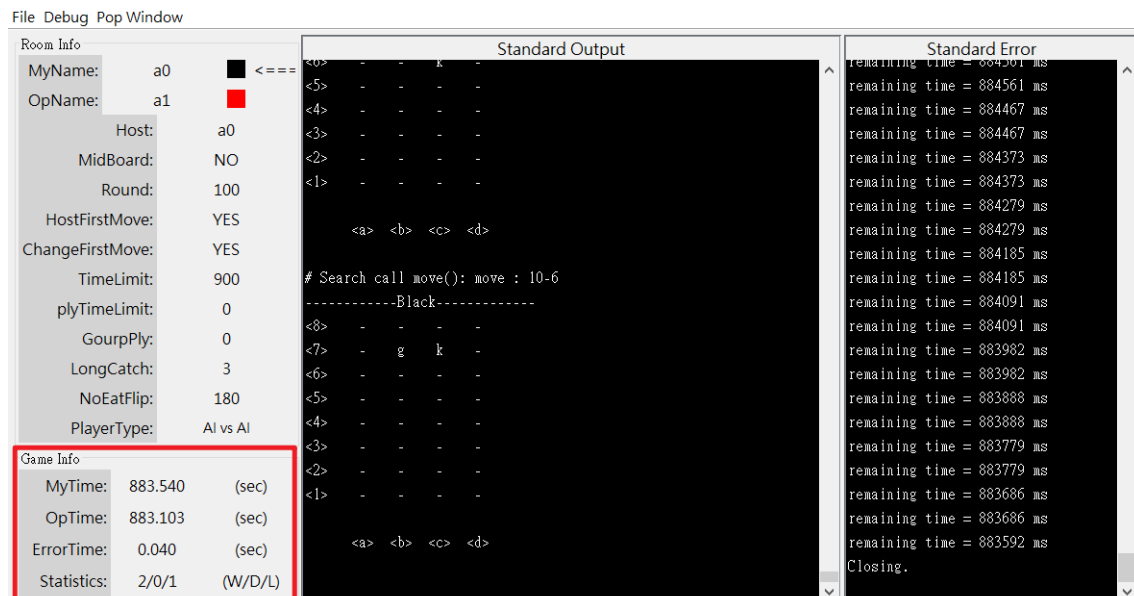 File Debug Pop Window
Room Info
MyName: a0 <===
OpName: a1
Host: a0
MidBoard: NO
Round: 100
HostFirstMove: YES
ChangeFirstMove: YES
TimeLimit: 900
plyTimeLimit: 0
GourpPly: 0
LongCatch: 3
NoEatFlip: 180
PlayerType: AI vs AI
Game Info
MyTime: 883.540 (sec)
OpTime: 883.103 (sec)
ErrorTime: 0.040 (sec)
Statistics: 2/0/1 (W/D/L)
Standard Output
<6> - - k -
<5> - - - -
<4> - - - -
<3> - - - -
<2> - - - -
<1> - - - -
<a> <b> <c> <d>
# Search call move(): move : 10-6
------------Black-------------
<8> - - - -
<7> - g k -
<6> - - - -
<5> - - - -
<4> - - - -
<3> - - - -
<2> - - - -
<1> - - - -
<a> <b> <c> <d>
Standard Error
remaining time = 884561 ms
remaining time = 884561 ms
remaining time = 884467 ms
remaining time = 884467 ms
remaining time = 884373 ms
remaining time = 884373 ms
remaining time = 884279 ms
remaining time = 884279 ms
remaining time = 884185 ms
remaining time = 884185 ms
remaining time = 884091 ms
remaining time = 884091 ms
remaining time = 883982 ms
remaining time = 883982 ms
remaining time = 883888 ms
remaining time = 883888 ms
remaining time = 883779 ms
remaining time = 883779 ms
remaining time = 883686 ms
remaining time = 883686 ms
remaining time = 883592 ms
Closing.